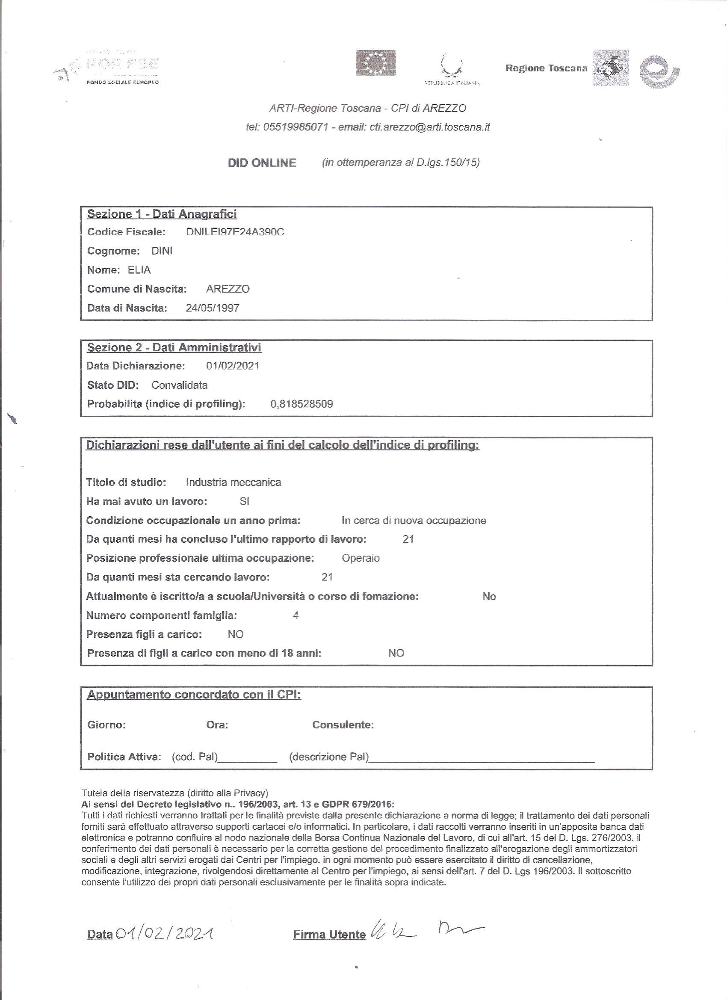 POR FSE
FONDO SOCIALE EUROPEO
REPUBBLICA ITALIANA
Regione Toscana
ARTI-Regione Toscana - CPI di AREZZO
tel: 05519985071 - email: cti.arezzo@arti.toscana.it
DID ONLINE (in ottemperanza al D.lgs.150/15)
Sezione 1 - Dati Anagrafici
Codice Fiscale: DNILEI97E24A390C
Cognome: DINI
Nome: ELIA
Comune di Nascita: AREZZO
Data di Nascita: 24/05/1997
Sezione 2 - Dati Amministrativi
Data Dichiarazione: 01/02/2021
Stato DID: Convalidata
Probabilita (indice di profiling): 0,818528509
Dichiarazioni rese dall'utente ai fini del calcolo dell'indice di profiling:
Titolo di studio: Industria meccanica
Ha mai avuto un lavoro: SI
Condizione occupazionale un anno prima: In cerca di nuova occupazione
Da quanti mesi ha concluso l'ultimo rapporto di lavoro: 21
Posizione professionale ultima occupazione: Operaio
Da quanti mesi sta cercando lavoro: 21
Attualmente è iscritto/a a scuola/Università o corso di fomazione: No
Numero componenti famiglia: 4
Presenza figli a carico: NO
Presenza di figli a carico con meno di 18 anni: NO
Appuntamento concordato con il CPI:
Giorno: Ora: Consulente:
Politica Attiva: (cod. Pal)__________ (descrizione Pal)______________________________________
Tutela della riservatezza (diritto alla Privacy)
Ai sensi del Decreto legislativo n.. 196/2003, art. 13 e GDPR 679/2016:
Tutti i dati richiesti verranno trattati per le finalità previste dalla presente dichiarazione a norma di legge; il trattamento dei dati personali
forniti sarà effettuato attraverso supporti cartacei e/o informatici. In particolare, i dati raccolti verranno inseriti in un'apposita banca dati
elettronica e potranno confluire al nodo nazionale della Borsa Continua Nazionale del Lavoro, di cui all'art. 15 del D. Lgs. 276/2003. il
conferimento dei dati personali è necessario per la corretta gestione del procedimento finalizzato all'erogazione degli ammortizzatori
sociali e degli altri servizi erogati dai Centri per l'impiego. in ogni momento può essere esercitato il diritto di cancellazione,
modificazione, integrazione, rivolgendosi direttamente al Centro per l'impiego, ai sensi dell'art. 7 del D. Lgs 196/2003. Il sottoscritto
consente l'utilizzo dei propri dati personali esclusivamente per le finalità sopra indicate.
Data 01/02/2021 Firma Utente